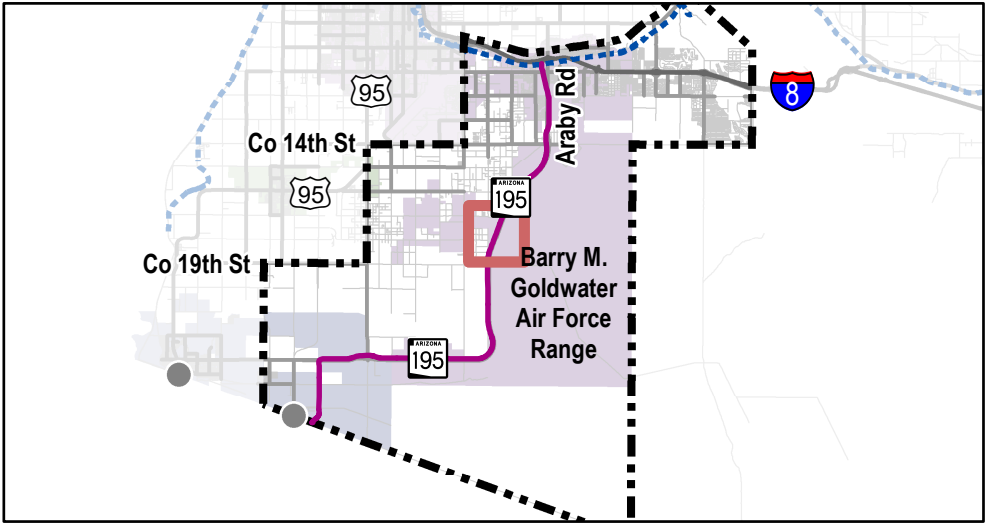 95
Araby Rd
8
Co 14th St
95
ARIZONA
195
Co 19th St
Barry M.
Goldwater
Air Force
Range
ARIZONA
195